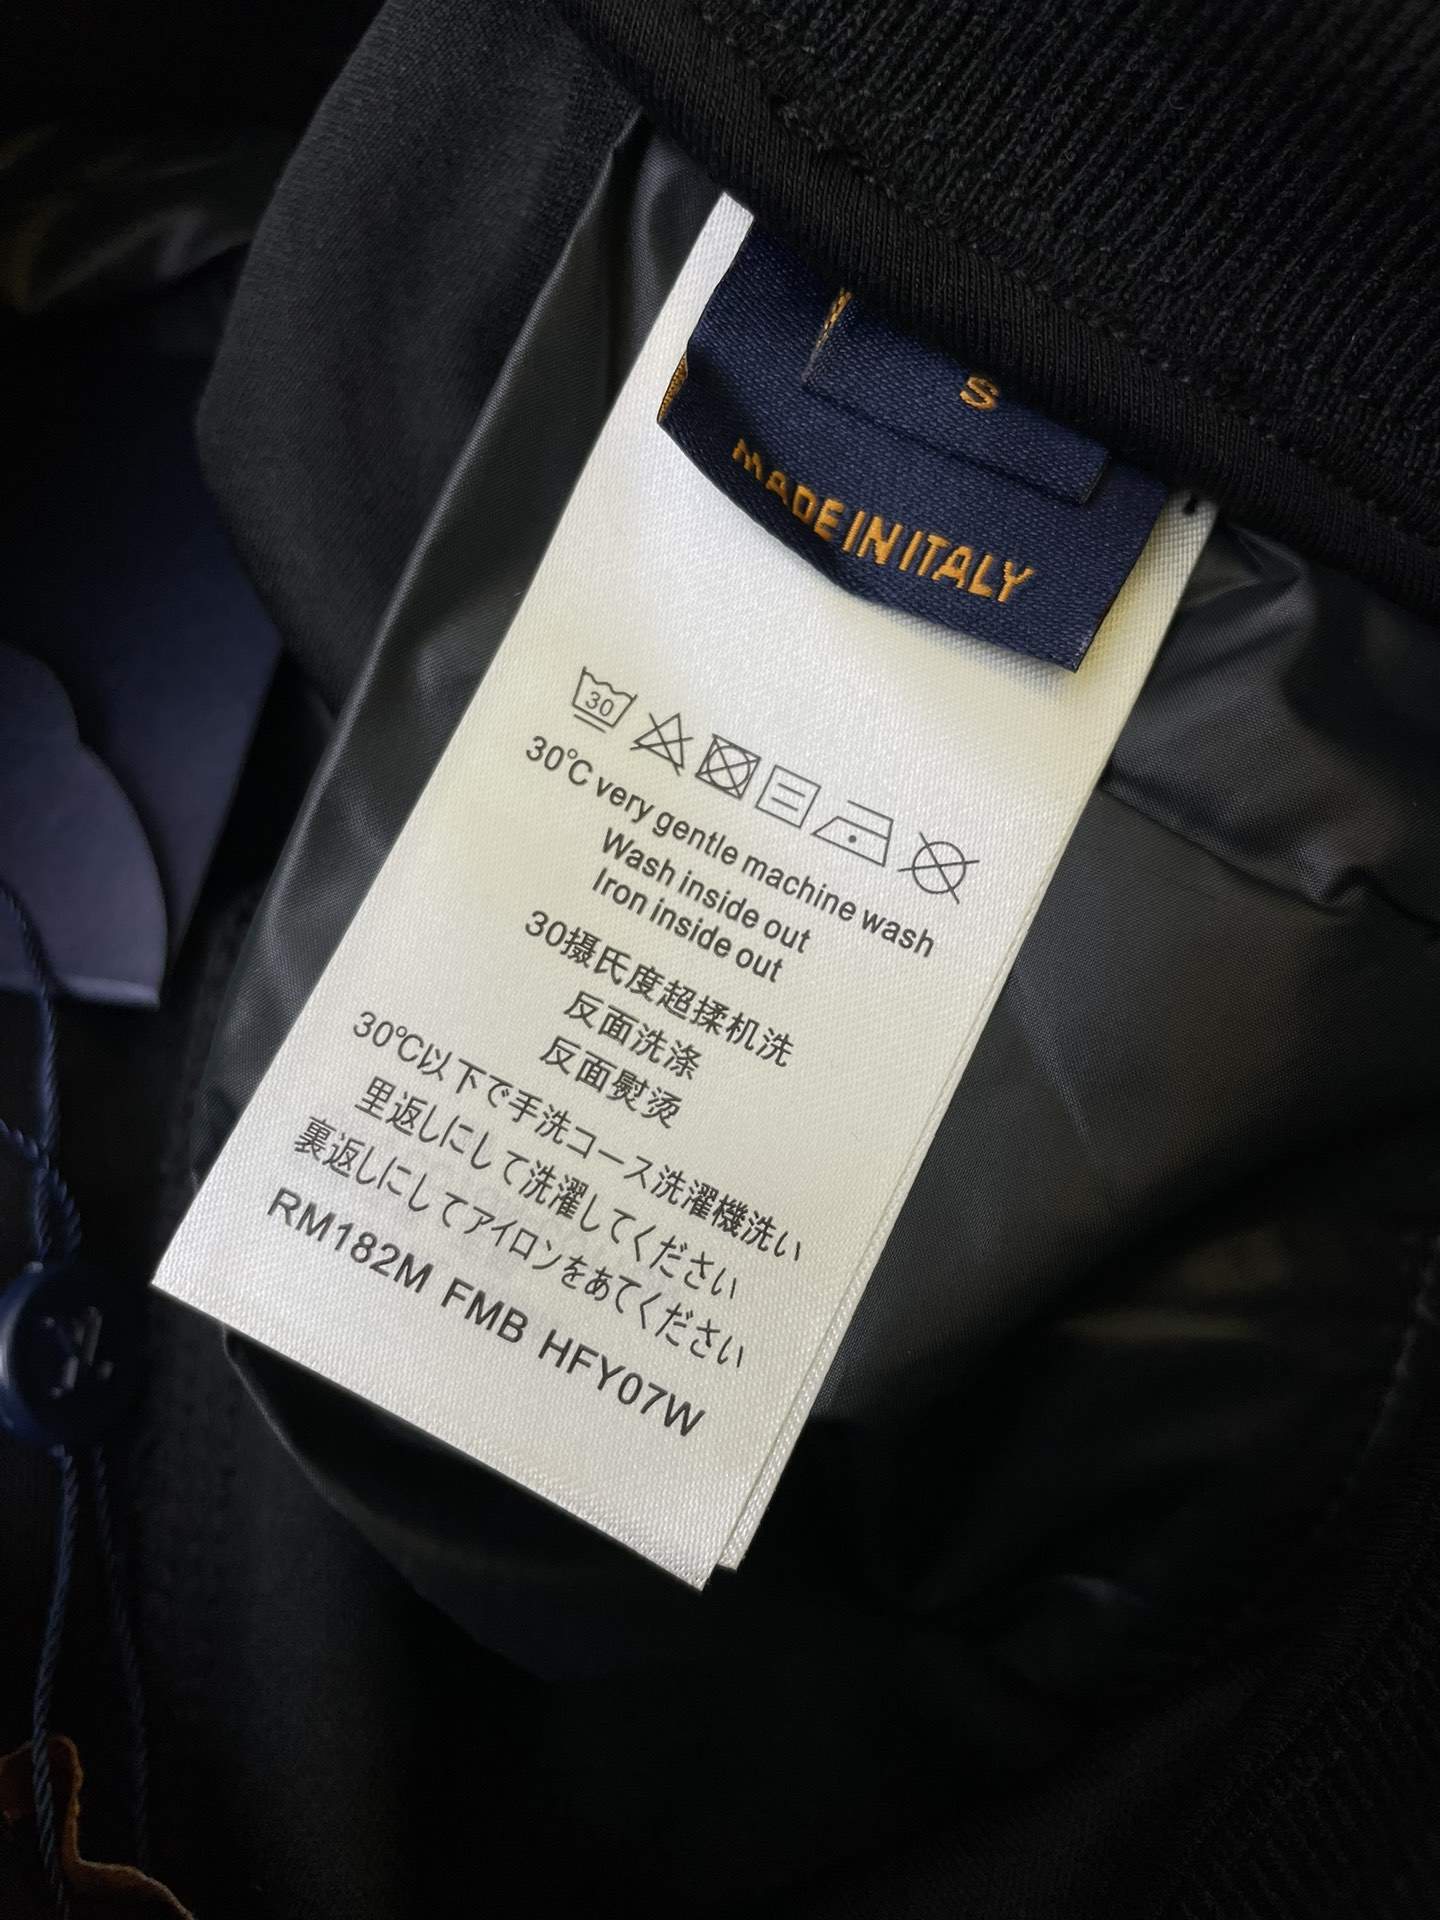 S
MADE IN ITALY
30
30℃ very gentle machine wash
Wash inside out
Iron inside out
30摄氏度超揉机洗
反面洗涤
反面熨烫
30℃以下で手洗コース洗濯機洗い
里返しにして洗濯してください
裏返しにしてアイロンをあてください
RM182M FMB HFY07W